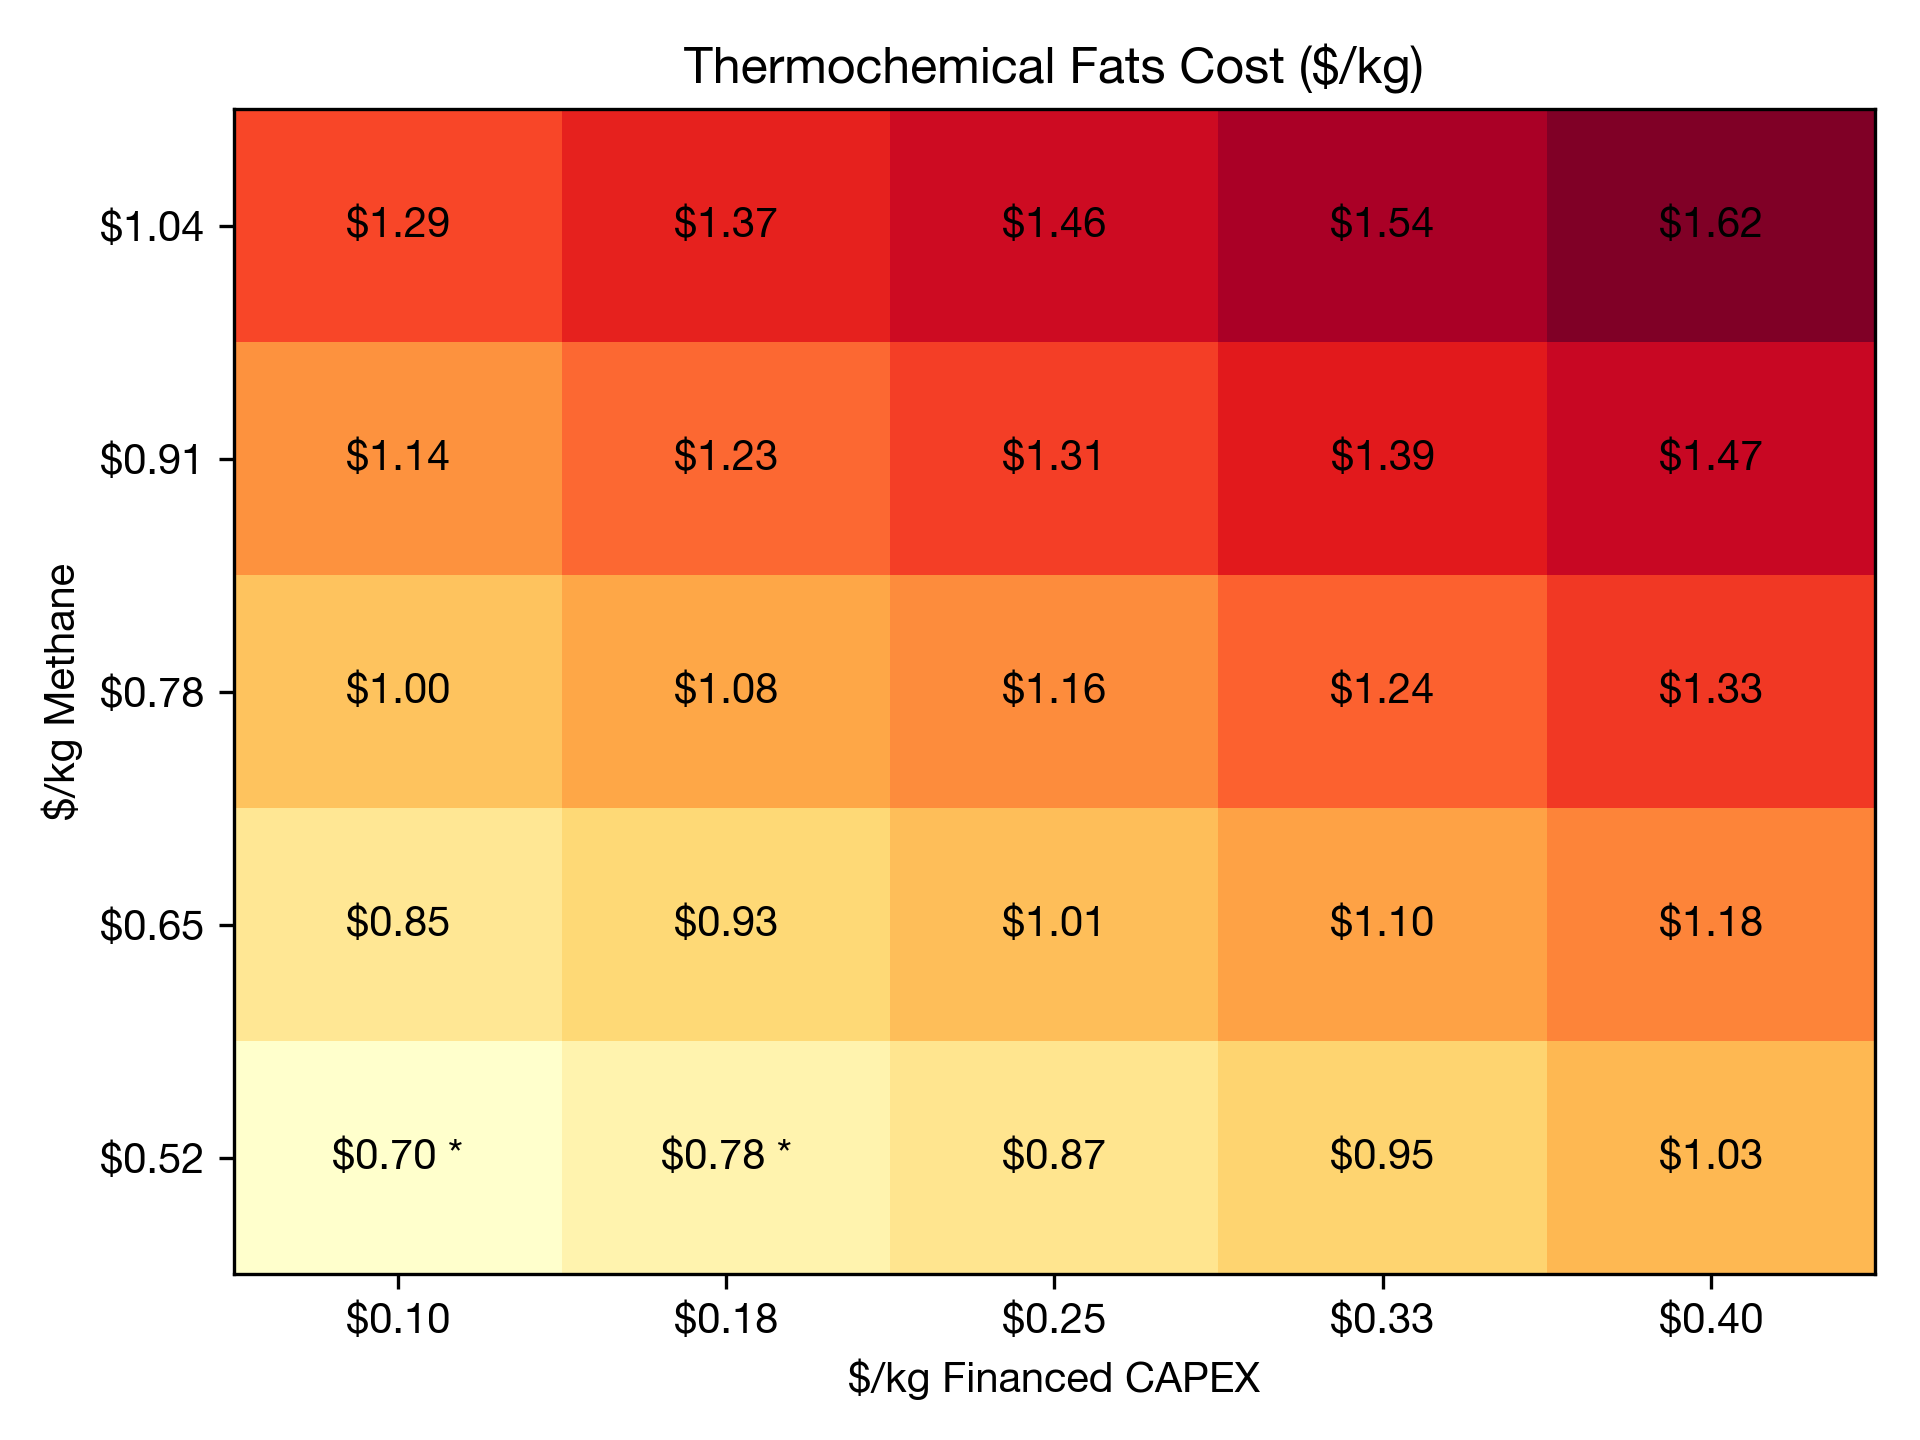 Thermochemical Fats Cost ($/kg)
$/kg Methane
$1.04 $1.29 $1.37 $1.46 $1.54 $1.62
$0.91 $1.14 $1.23 $1.31 $1.39 $1.47
$0.78 $1.00 $1.08 $1.16 $1.24 $1.33
$0.65 $0.85 $0.93 $1.01 $1.10 $1.18
$0.52 $0.70 * $0.78 * $0.87 $0.95 $1.03
$0.10 $0.18 $0.25 $0.33 $0.40
$/kg Financed CAPEX